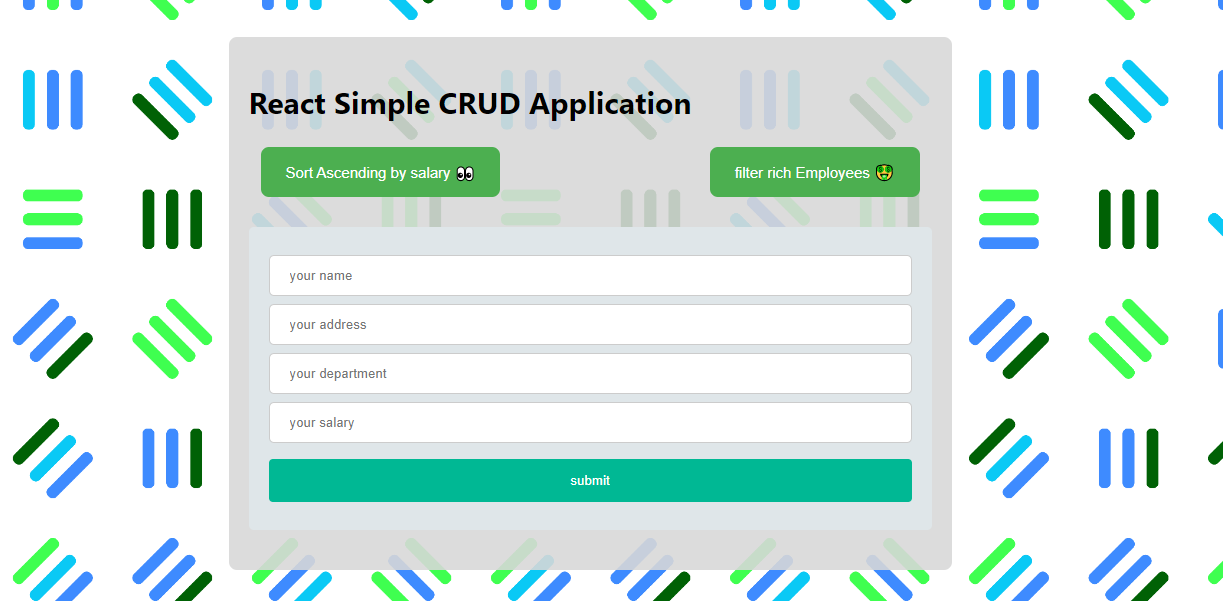 React Simple CRUD Application
Sort Ascending by salary 👀
filter rich Employees 🤑
your name
your address
your department
your salary
submit